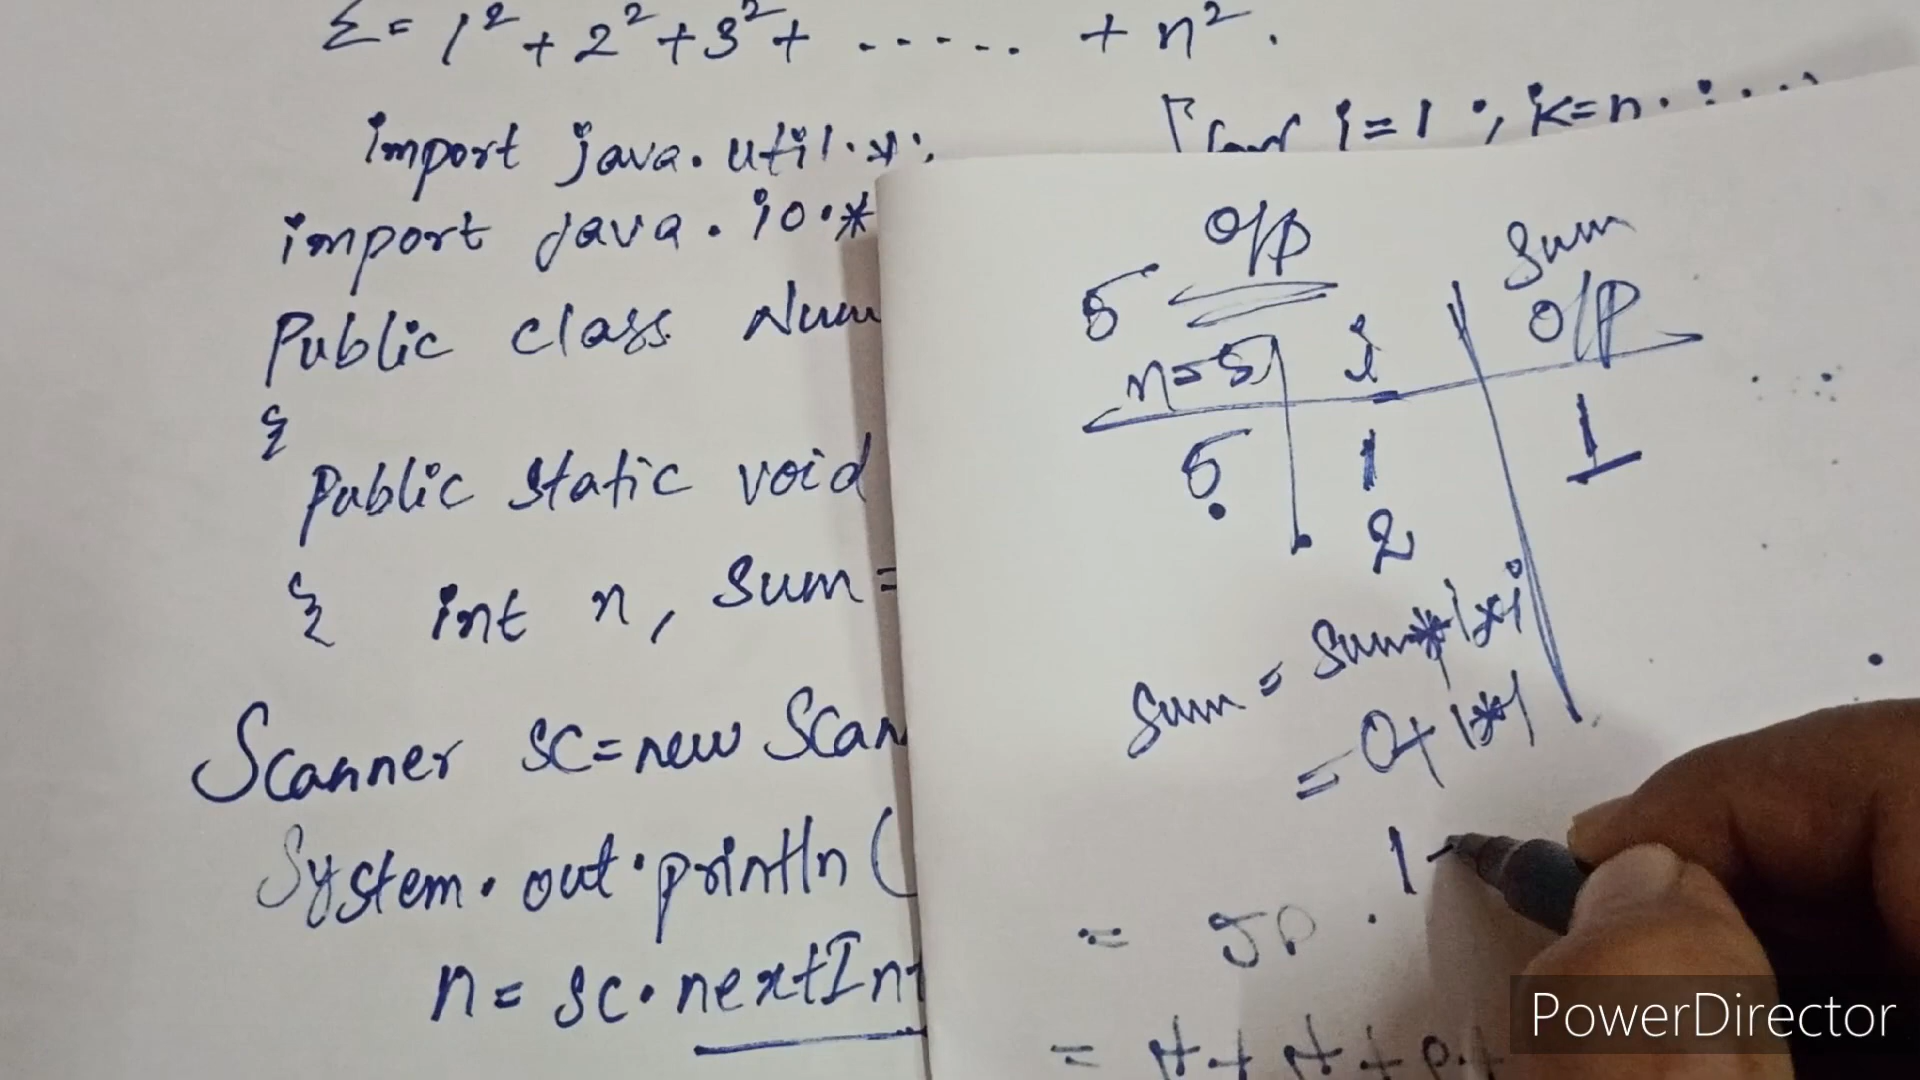 Σ= 1² + 2² + 3² + ...... + n².
import java.util.*;
import java.io.*
Public class Num
{
Public static void
{ int n, Sum =
Scanner sc=new Scan
System.out.println(
n= sc.nextInt
i=1 ;
O/P
5
n=5 i Sum O/P
5 1 1
2
Sum = Sum+i*i
= 0+1*1
1
PowerDirector